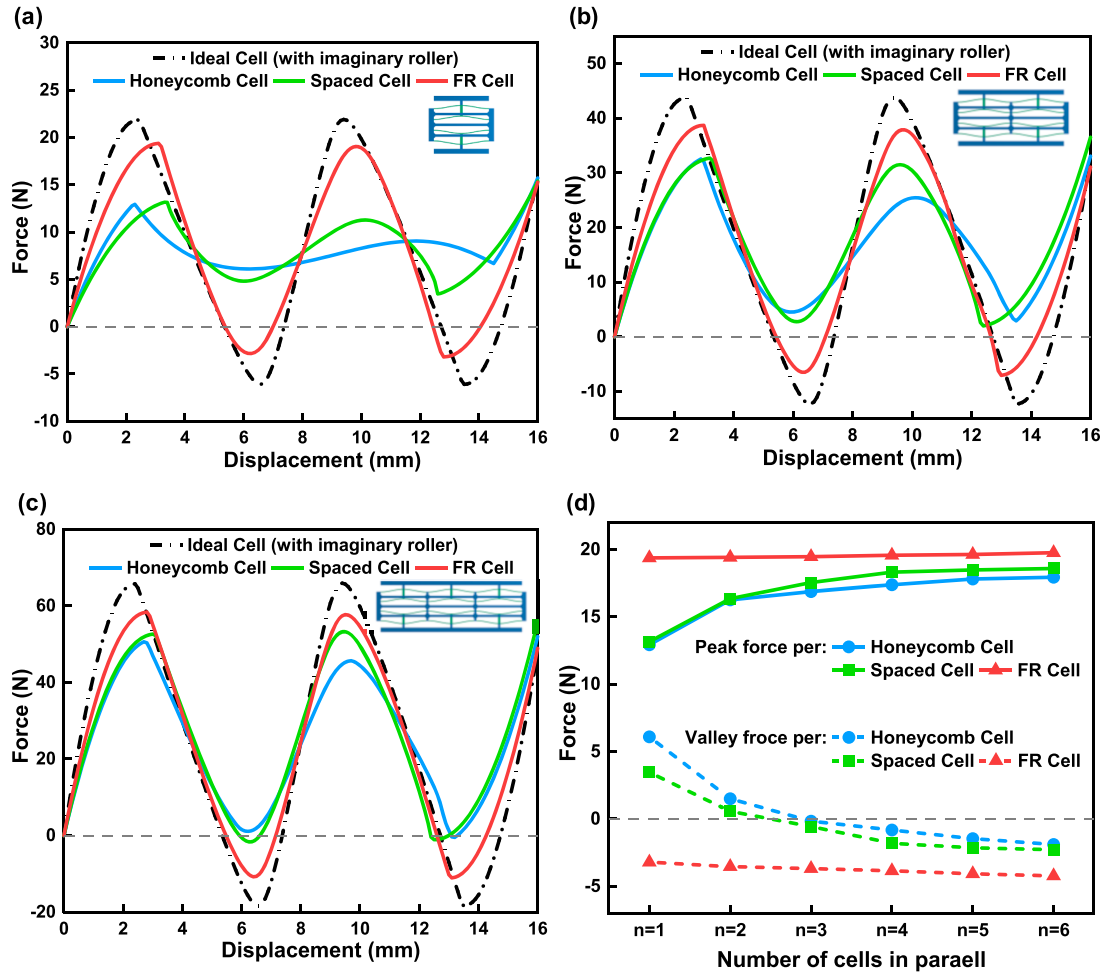 (a)
30
25
20
15
10
5
0
-5
-10
Force (N)
Ideal Cell (with imaginary roller)
Honeycomb Cell Spaced Cell FR Cell
0 2 4 6 8 10 12 14 16
Displacement (mm)
(b)
50
40
30
20
10
0
-10
Force (N)
Ideal Cell (with imaginary roller)
Honeycomb Cell Spaced Cell FR Cell
0 2 4 6 8 10 12 14 16
Displacement (mm)
(c)
80
60
40
20
0
-20
Force (N)
Ideal Cell (with imaginary roller)
Honeycomb Cell Spaced Cell FR Cell
0 2 4 6 8 10 12 14 16
Displacement (mm)
(d)
20
15
10
5
0
-5
Force (N)
Peak force per: Honeycomb Cell
Spaced Cell FR Cell
Valley froce per: Honeycomb Cell
Spaced Cell FR Cell
n=1 n=2 n=3 n=4 n=5 n=6
Number of cells in paraell